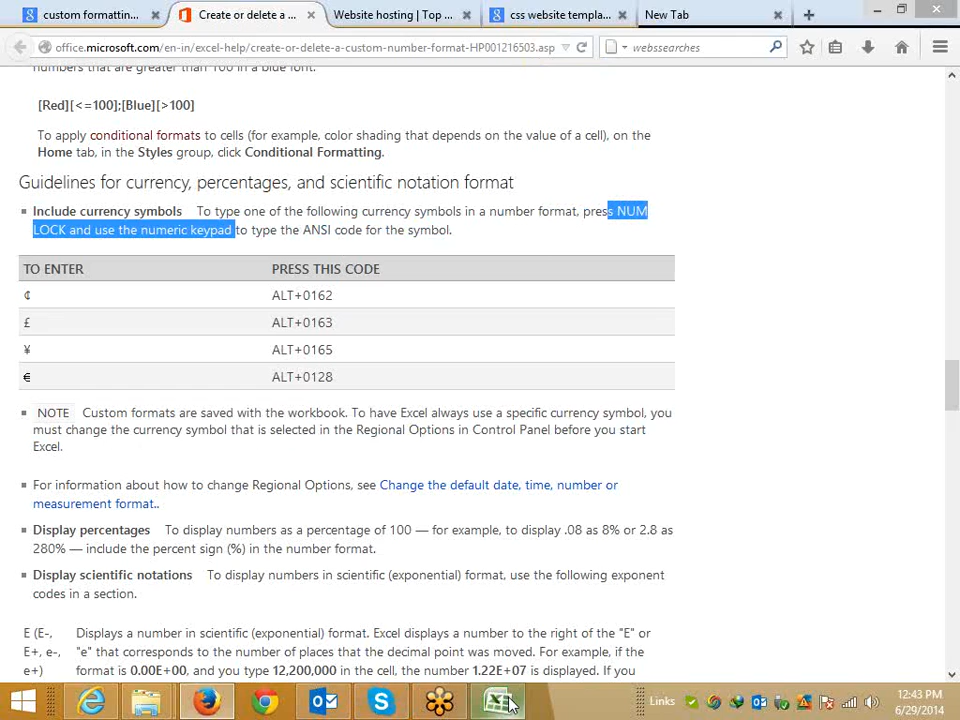 custom formattin...
Create or delete a ...
Website hosting | Top ...
css website templa...
New Tab
office.microsoft.com/en-in/excel-help/create-or-delete-a-custom-number-format-HP001216503.asp
websearches
numbers that are greater than 100 in a blue font.
[Red][<=100];[Blue][>100]
To apply conditional formats to cells (for example, color shading that depends on the value of a cell), on the
Home tab, in the Styles group, click Conditional Formatting.
Guidelines for currency, percentages, and scientific notation format
Include currency symbols To type one of the following currency symbols in a number format, press NUM
LOCK and use the numeric keypad to type the ANSI code for the symbol.
TO ENTER PRESS THIS CODE
¢ ALT+0162
£ ALT+0163
¥ ALT+0165
€ ALT+0128
NOTE Custom formats are saved with the workbook. To have Excel always use a specific currency symbol, you
must change the currency symbol that is selected in the Regional Options in Control Panel before you start
Excel.
For information about how to change Regional Options, see Change the default date, time, number or
measurement format..
Display percentages To display numbers as a percentage of 100 — for example, to display .08 as 8% or 2.8 as
280% — include the percent sign (%) in the number format.
Display scientific notations To display numbers in scientific (exponential) format, use the following exponent
codes in a section.
E (E-, Displays a number in scientific (exponential) format. Excel displays a number to the right of the "E" or
E+, e-, "e" that corresponds to the number of places that the decimal point was moved. For example, if the
e+) format is 0.00E+00, and you type 12,200,000 in the cell, the number 1.22E+07 is displayed. If you
Links
12:43 PM
6/29/2014